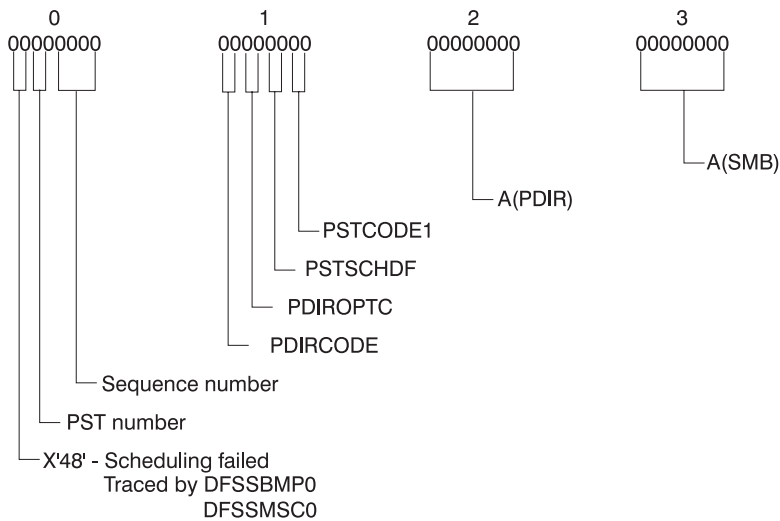 0 1 2 3
00000000 00000000 00000000 00000000
A(SMB)
A(PDIR)
PSTCODE1
PSTSCHDF
PDIROPTC
PDIRCODE
Sequence number
PST number
X'48' - Scheduling failed
Traced by DFSSBMP0
DFSSMSC0